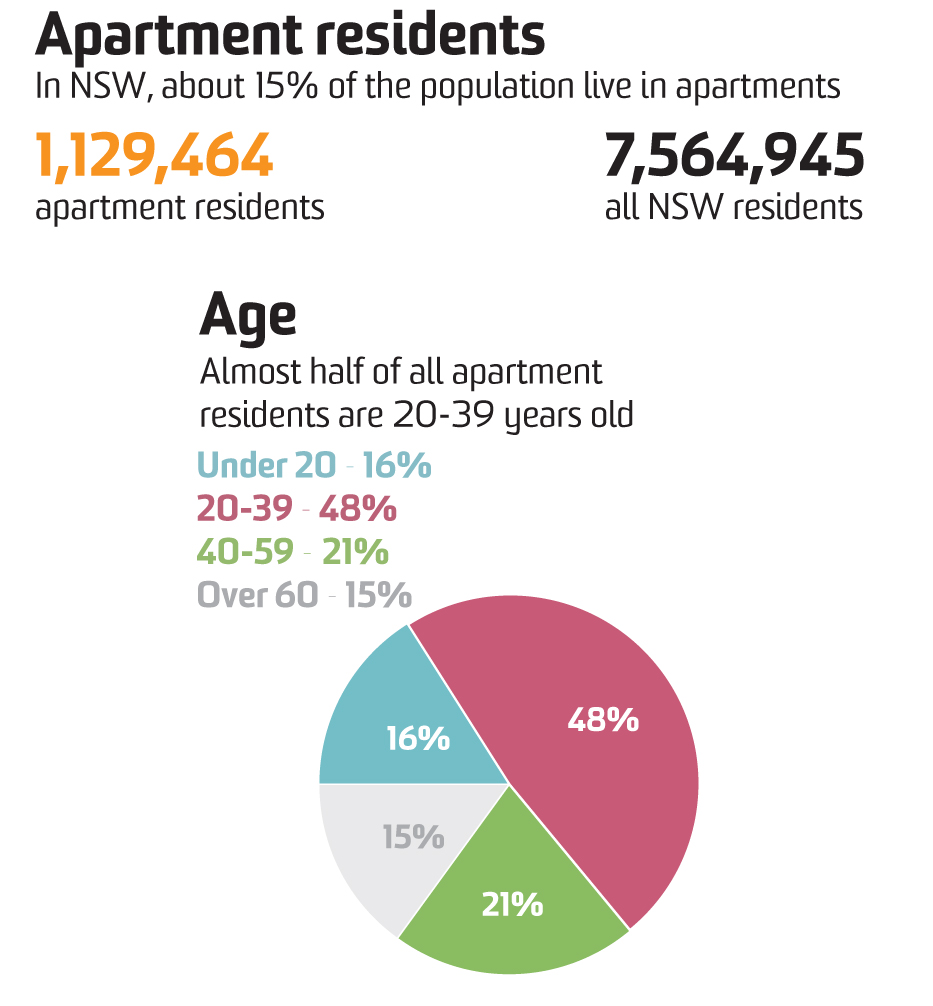 Apartment residents
In NSW, about 15% of the population live in apartments
1,129,464
apartment residents
7,564,945
all NSW residents
Age
Almost half of all apartment
residents are 20-39 years old
Under 20 - 16%
20-39 - 48%
40-59 - 21%
Over 60 - 15%
48%
16%
15%
21%